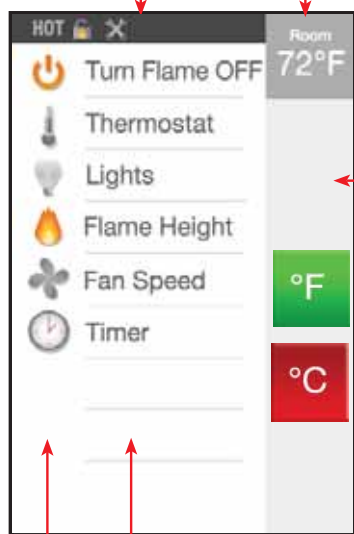 HOT
Room
72°F
Turn Flame OFF
Thermostat
Lights
Flame Height
Fan Speed
Timer
°F
°C